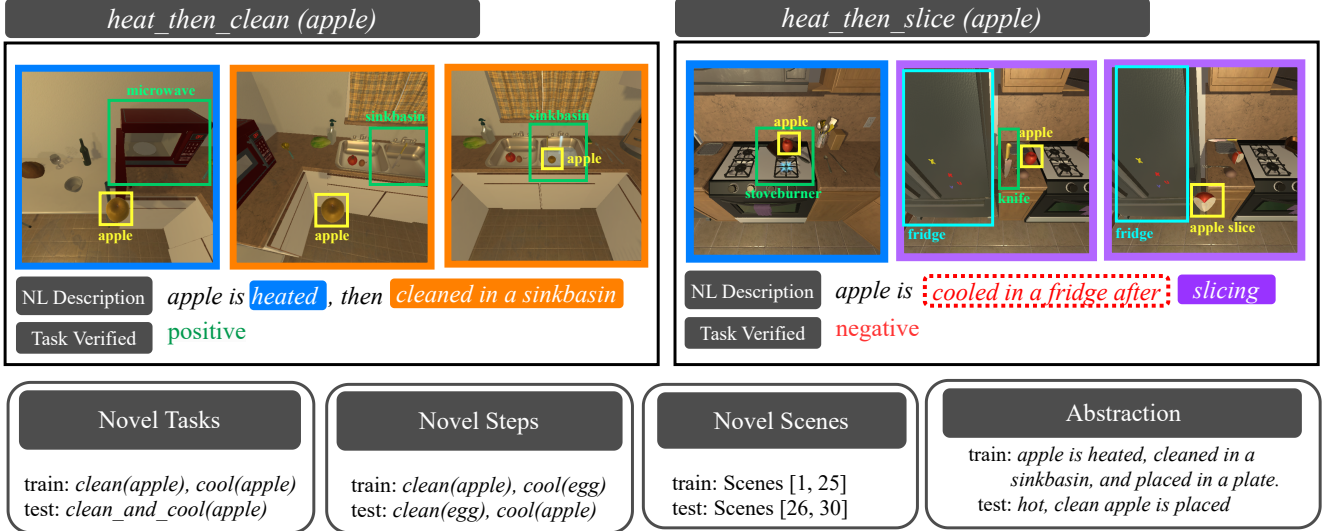 heat_then_clean (apple)
heat_then_slice (apple)
microwave
apple
sinkbasin
apple
sinkbasin
apple
apple
stoveburner
apple
knife
fridge
fridge
apple slice
NL Description
apple is heated , then cleaned in a sinkbasin
Task Verified
positive
NL Description
apple is cooled in a fridge after slicing
Task Verified
negative
Novel Tasks
train: clean(apple), cool(apple)
test: clean_and_cool(apple)
Novel Steps
train: clean(apple), cool(egg)
test: clean(egg), cool(apple)
Novel Scenes
train: Scenes [1, 25]
test: Scenes [26, 30]
Abstraction
train: apple is heated, cleaned in a
sinkbasin, and placed in a plate.
test: hot, clean apple is placed